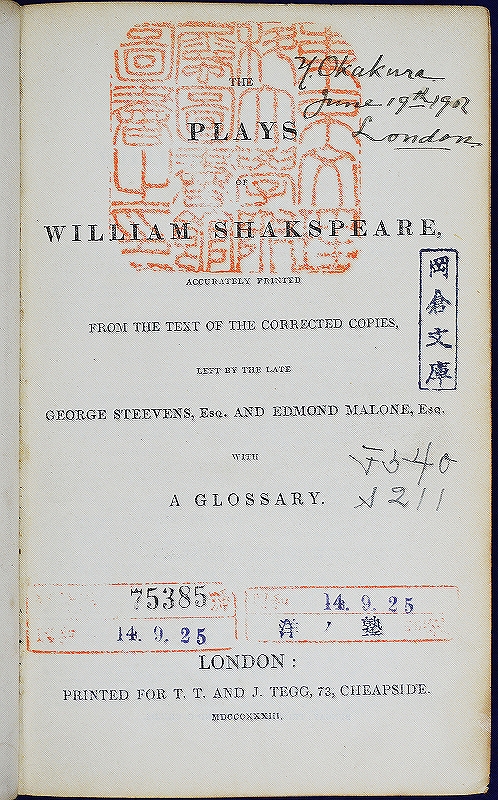 Y. Okakura
June 19th 1902
London
THE
PLAYS
OF
WILLIAM SHAKSPEARE,
ACCURATELY PRINTED
FROM THE TEXT OF THE CORRECTED COPIES,
LEFT BY THE LATE
GEORGE STEEVENS, Esq. AND EDMOND MALONE, Esq.
WITH
A GLOSSARY.
岡倉文庫
S211
75385
14.9.25
14.9.25
LONDON:
PRINTED FOR T. T. AND J. TEGG, 73, CHEAPSIDE.
MDCCCXXXIII.